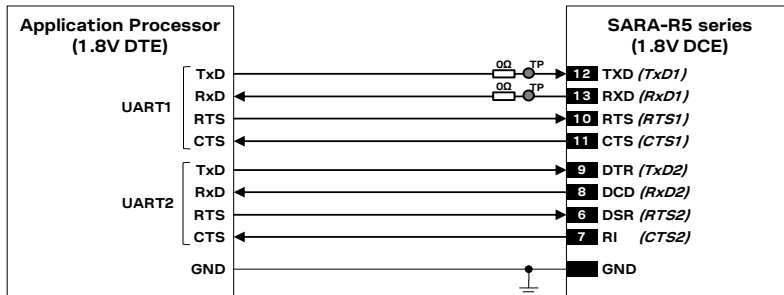 Application Processor
(1.8V DTE)
SARA-R5 series
(1.8V DCE)
UART1
TxD
0Ω
TP
12 TXD (TxD1)
RxD
0Ω
TP
13 RXD (RxD1)
RTS
10 RTS (RTS1)
CTS
11 CTS (CTS1)
UART2
TxD
9 DTR (TxD2)
RxD
8 DCD (RxD2)
RTS
6 DSR (RTS2)
CTS
7 RI (CTS2)
GND
GND